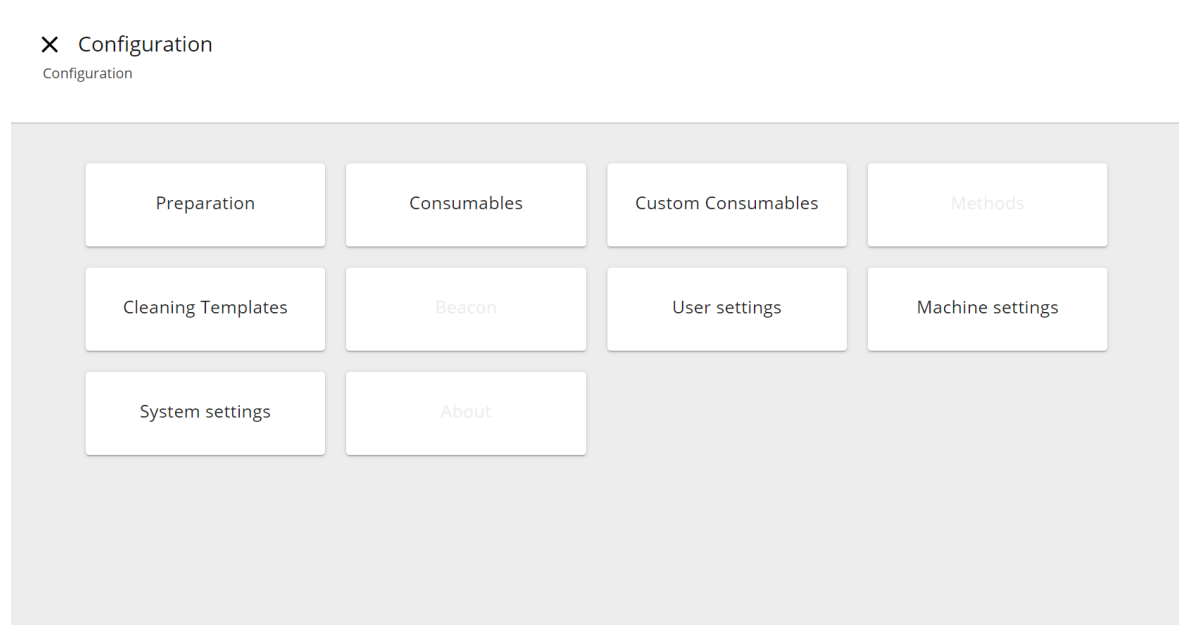 Configuration
Configuration
Preparation
Consumables
Custom Consumables
Methods
Cleaning Templates
Beacon
User settings
Machine settings
System settings
About